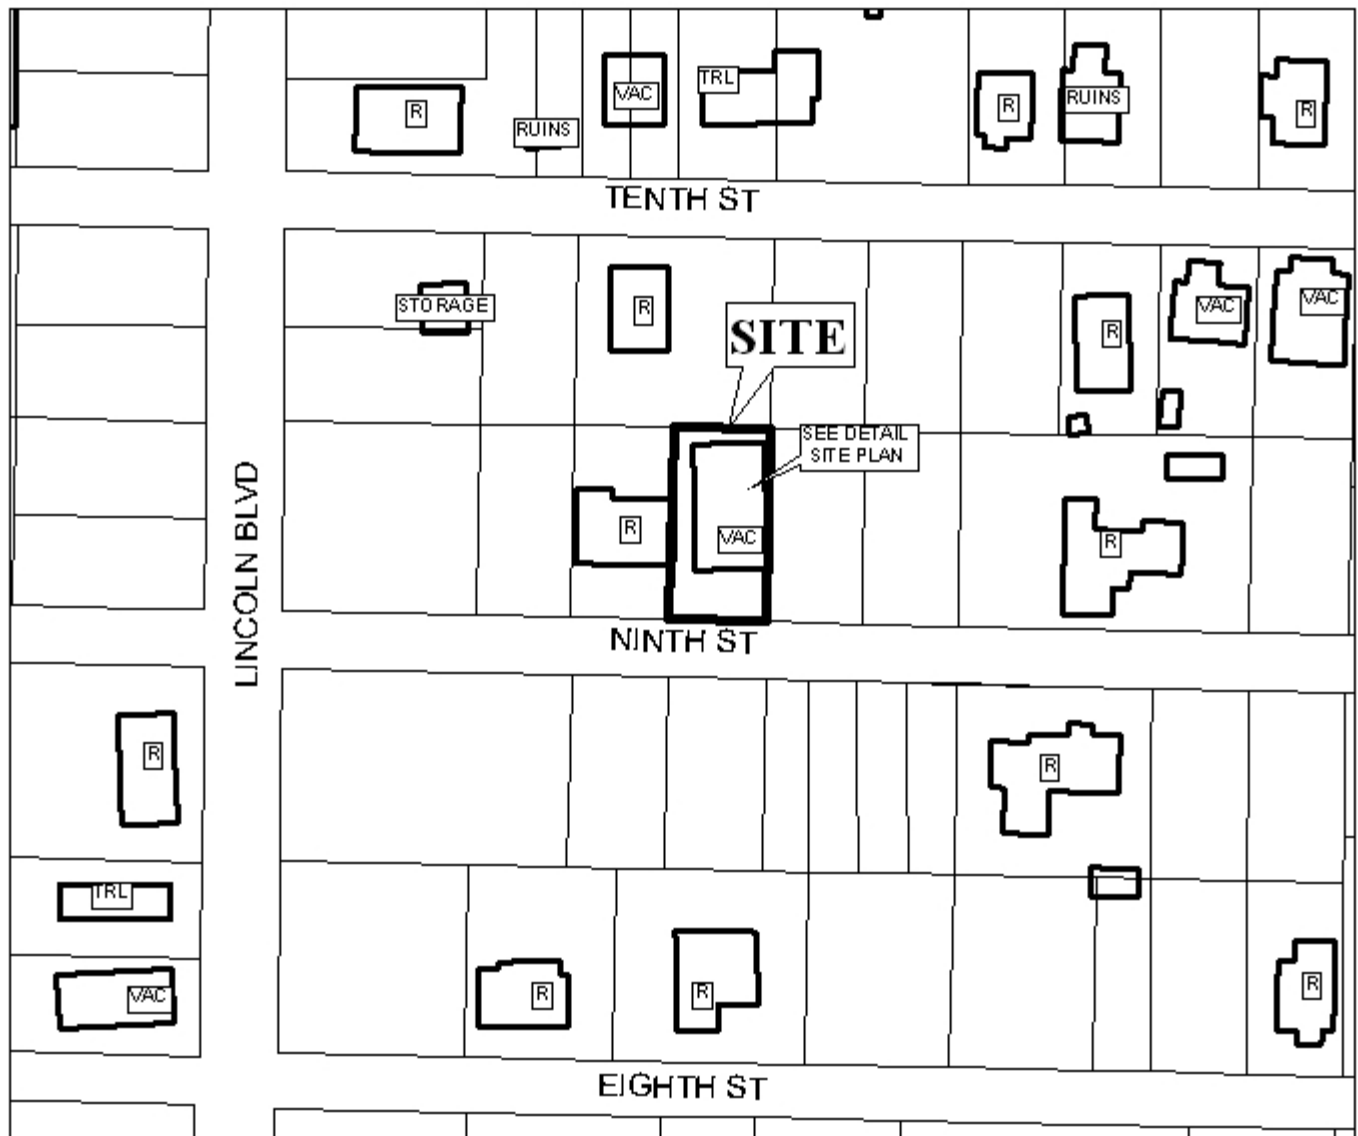 TRL
VAC
R
R
RUINS
R
RUINS
TENTH ST
VAC
VAC
STORAGE
R
R
SITE
SEE DETAIL
SITE PLAN
R
VAC
R
LINCOLN BLVD
NINTH ST
R
R
TRL
VAC
R
R
R
EIGHTH ST